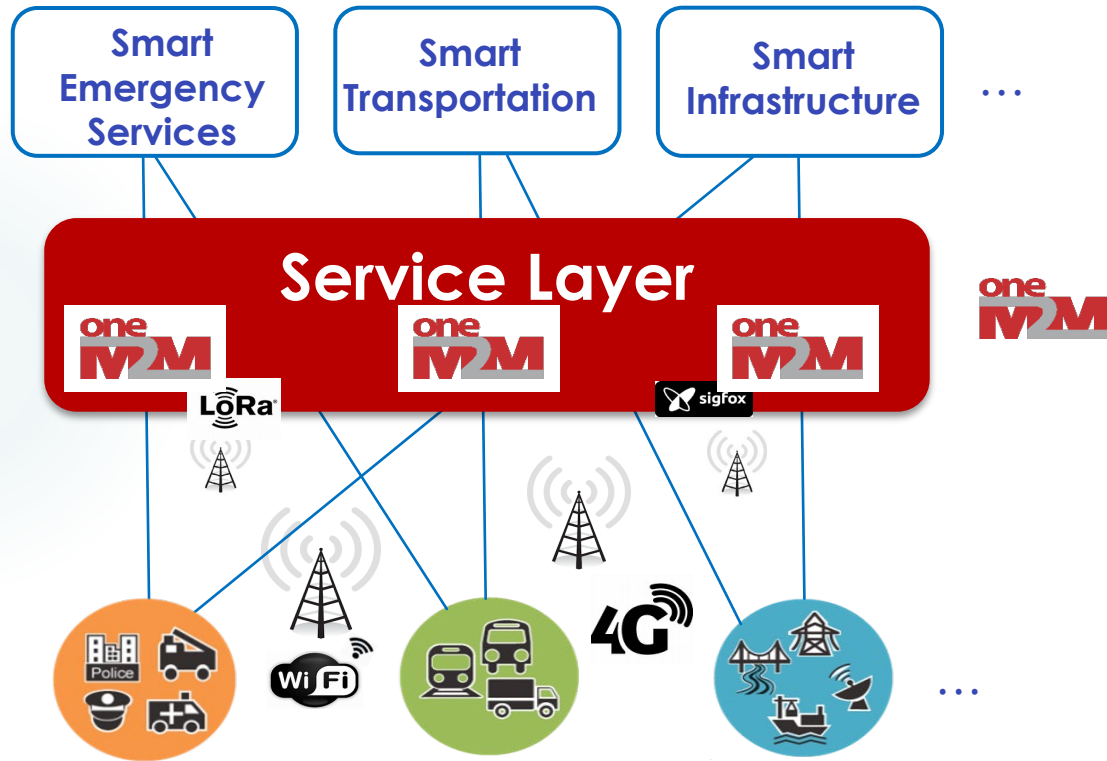 Smart
Emergency
Services
Smart
Transportation
Smart
Infrastructure
...
Service Layer
one
M2M
one
M2M
one
M2M
one
M2M
LoRa®
sigfox
4G
Police
Wi Fi
...